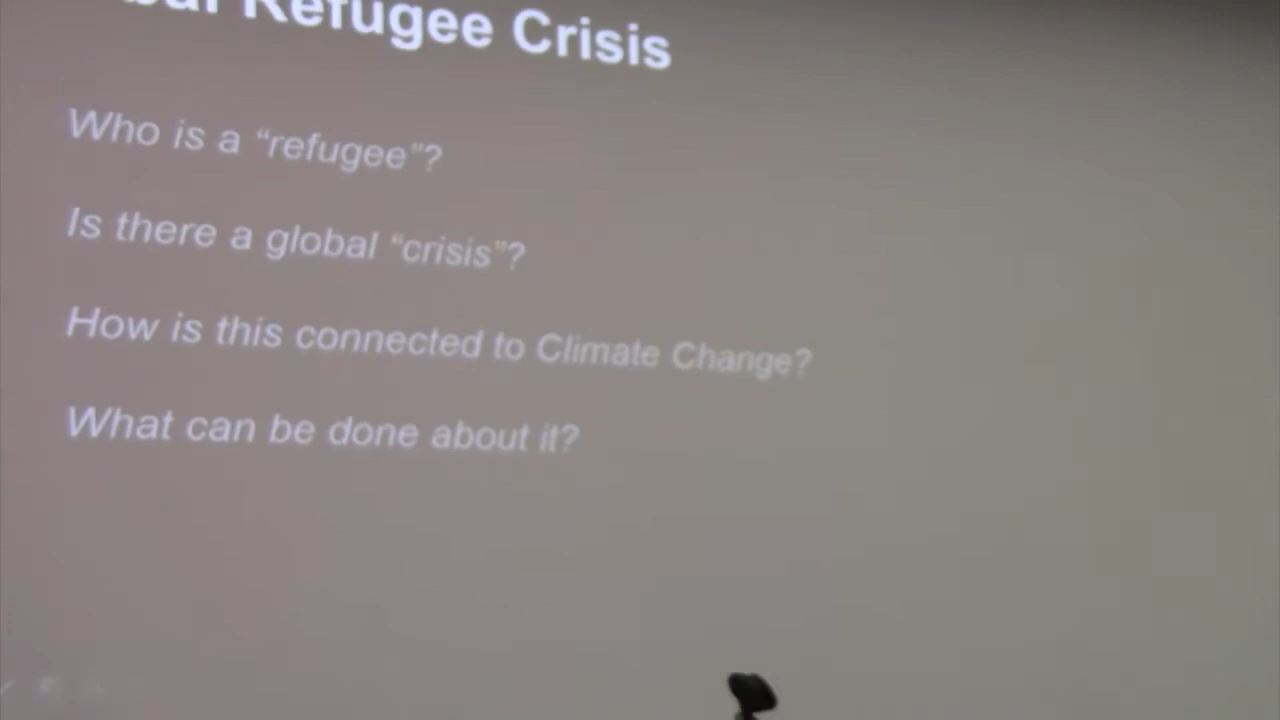 Refugee Crisis
Who is a “refugee”?
Is there a global “crisis”?
How is this connected to Climate Change?
What can be done about it?